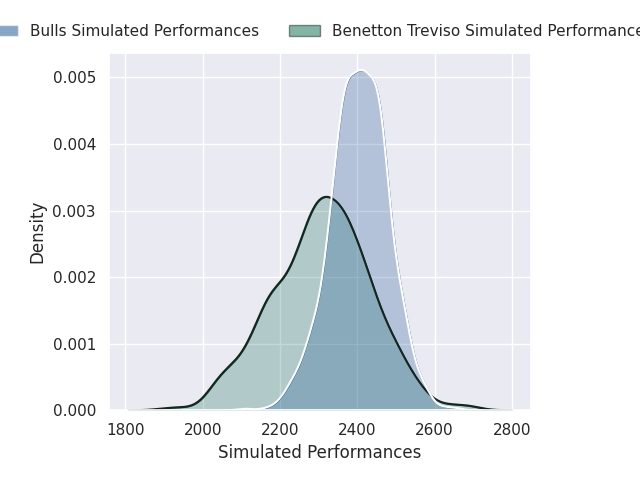 Bulls Simulated Performances
Benetton Treviso Simulated Performance
0.005
0.004
0.003
0.002
0.001
0.000
Density
1800 2000 2200 2400 2600 2800
Simulated Performances